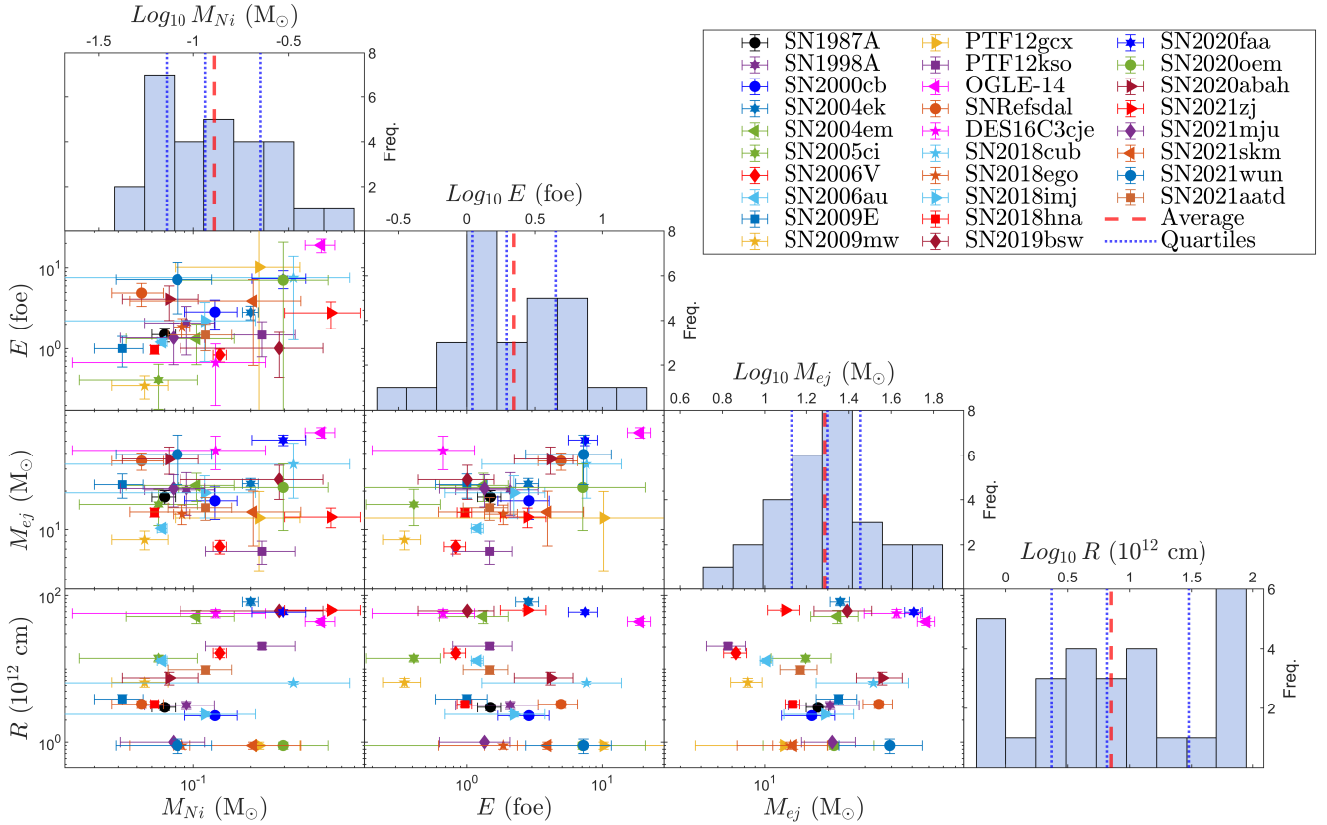 Log10 M_Ni (M☉)
-1.5 -1 -0.5
8
6
4
2
Freq.
SN1987A
SN1998A
SN2000cb
SN2004ek
SN2004em
SN2005ci
SN2006V
SN2006au
SN2009E
SN2009mw
PTF12gcx
PTF12kso
OGLE-14
SNRefsdal
DES16C3cje
SN2018cub
SN2018ego
SN2018imj
SN2018hna
SN2019bsw
SN2020faa
SN2020oem
SN2020abah
SN2021zj
SN2021mju
SN2021skm
SN2021wun
SN2021aatd
Average
Quartiles
Log10 E (foe)
-0.5 0 0.5 1
8
6
4
2
Freq.
E (foe)
10^1
10^0
Log10 M_ej (M☉)
0.6 0.8 1 1.2 1.4 1.6 1.8
8
6
4
2
Freq.
M_ej (M☉)
10^1
Log10 R (10^12 cm)
0 0.5 1 1.5 2
6
4
2
Freq.
R (10^12 cm)
10^2
10^1
10^0
10^-1
M_Ni (M☉)
10^0 10^1
E (foe)
10^1
M_ej (M☉)